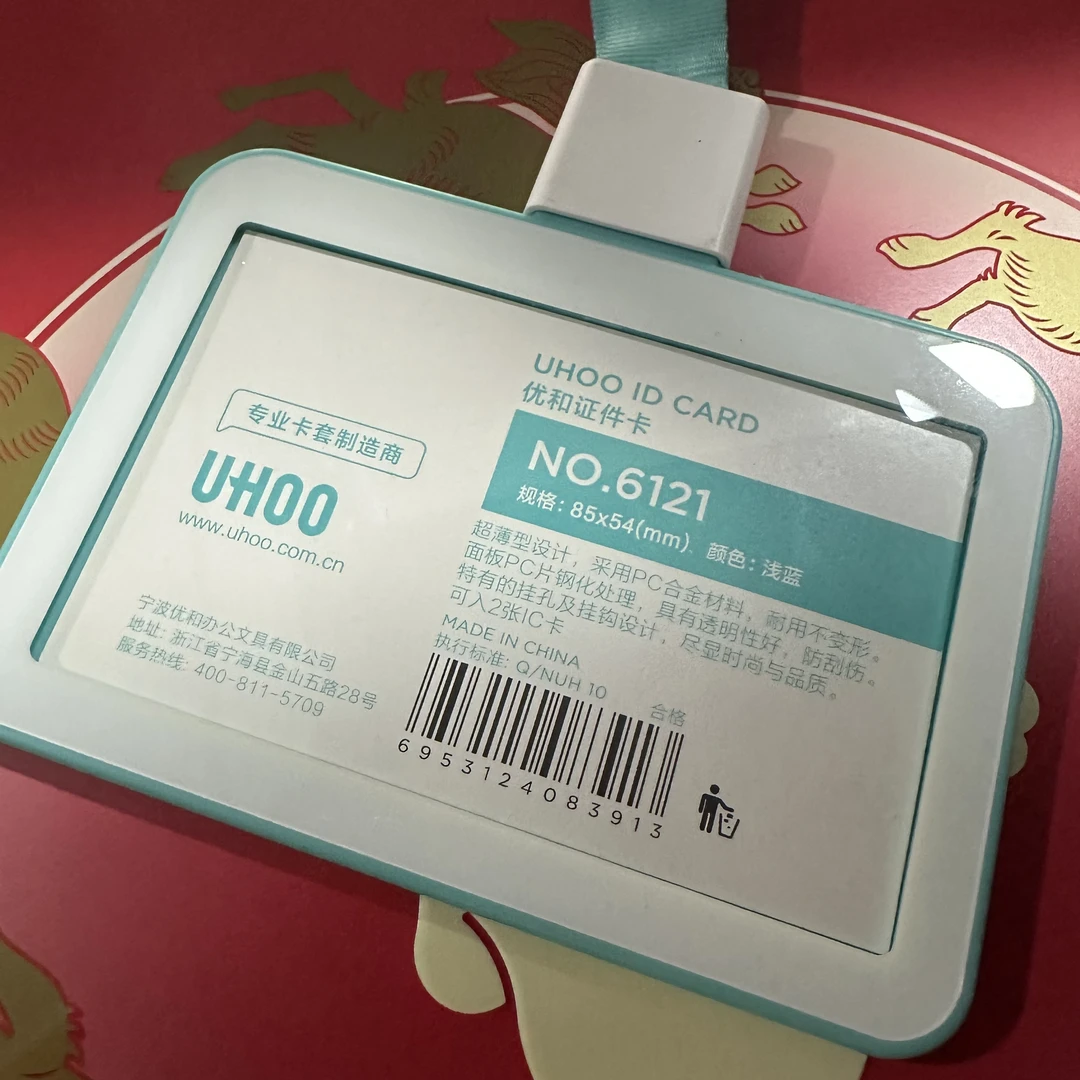 专业卡套制造商
UHOO
www.uhoo.com.cn
宁波优和办公文具有限公司
地址: 浙江省宁海县金山五路28号
服务热线: 400-811-5709
UHOO ID CARD
优和证件卡
NO.6121
规格: 85x54(mm) 颜色: 浅蓝
超薄型设计，采用PC合金材料，耐用不变形。
面板PC片钢化处理，具有透明性好，防刮伤。
特有的挂孔及挂钩设计，尽显时尚与品质。
可入2张IC卡
MADE IN CHINA
执行标准: Q/NUH 10
合格
6953124083913